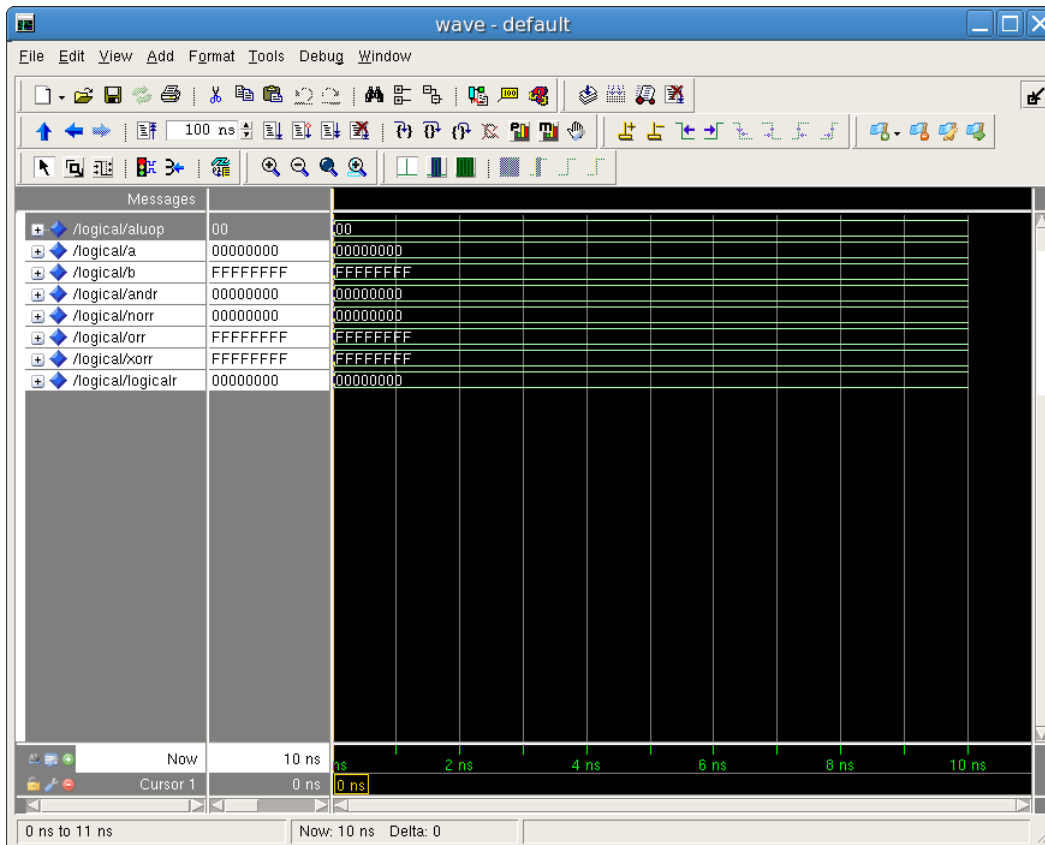 wave - default
File Edit View Add Format Tools Debug Window
100 ns
Messages
/logical/aluop 00 00
/logical/a 00000000 00000000
/logical/b FFFFFFFF FFFFFFFF
/logical/andr 00000000 00000000
/logical/norr 00000000 00000000
/logical/orr FFFFFFFF FFFFFFFF
/logical/xorr FFFFFFFF FFFFFFFF
/logical/logicalr 00000000 00000000
Now 10 ns ns 2 ns 4 ns 6 ns 8 ns 10 ns
Cursor 1 0 ns 0 ns
0 ns to 11 ns Now: 10 ns Delta: 0